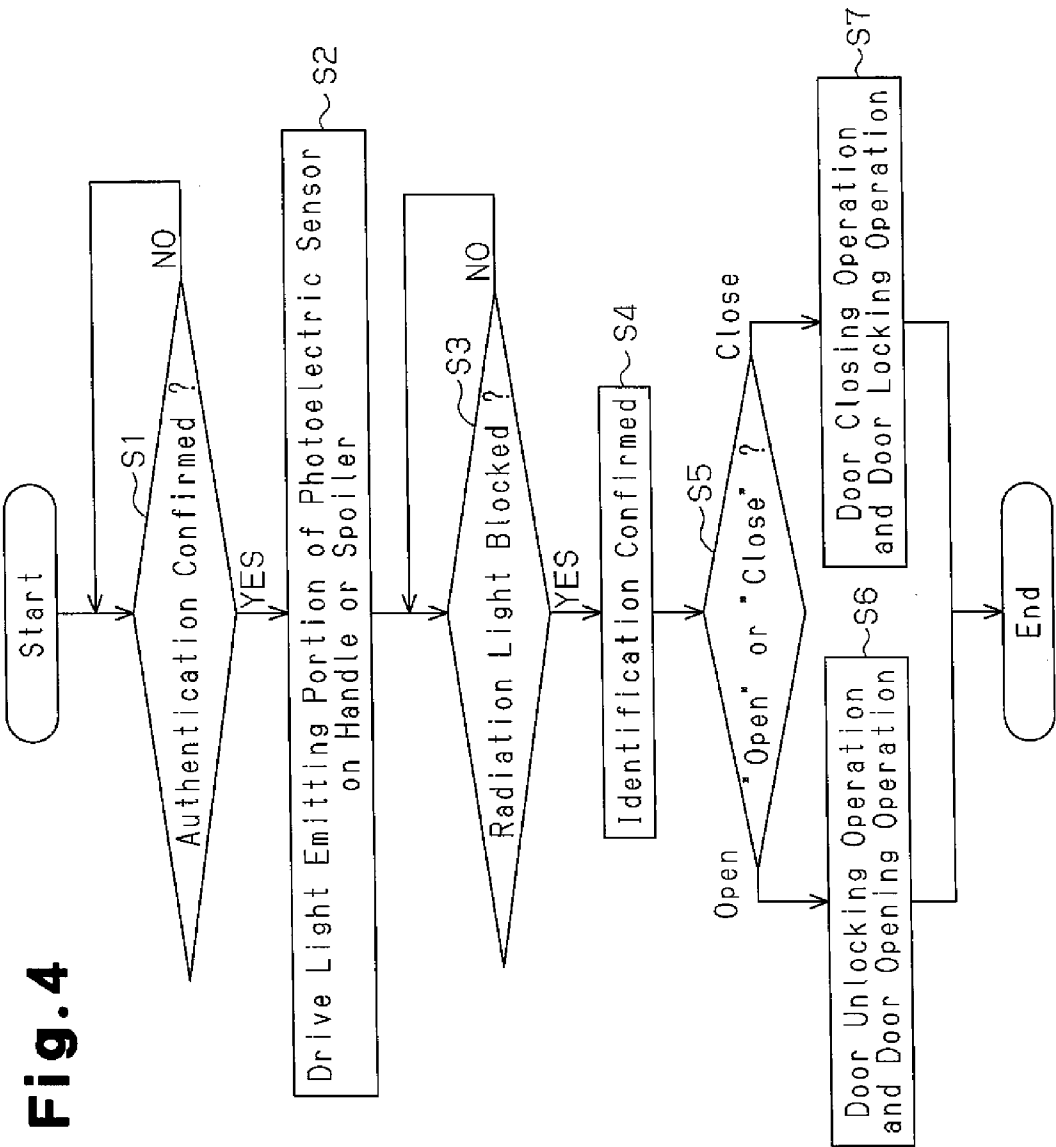 Fig.4
Start
S1
Authentication Confirmed ?
NO
YES
S2
Drive Light Emitting Portion of Photoelectric Sensor
on Handle or Spoiler
S3
Radiation Light Blocked ?
NO
YES
S4
Identification Confirmed
S5
"Open" or "Close" ?
Open
Close
S6
Door Unlocking Operation
and Door Opening Operation
S7
Door Closing Operation
and Door Locking Operation
End